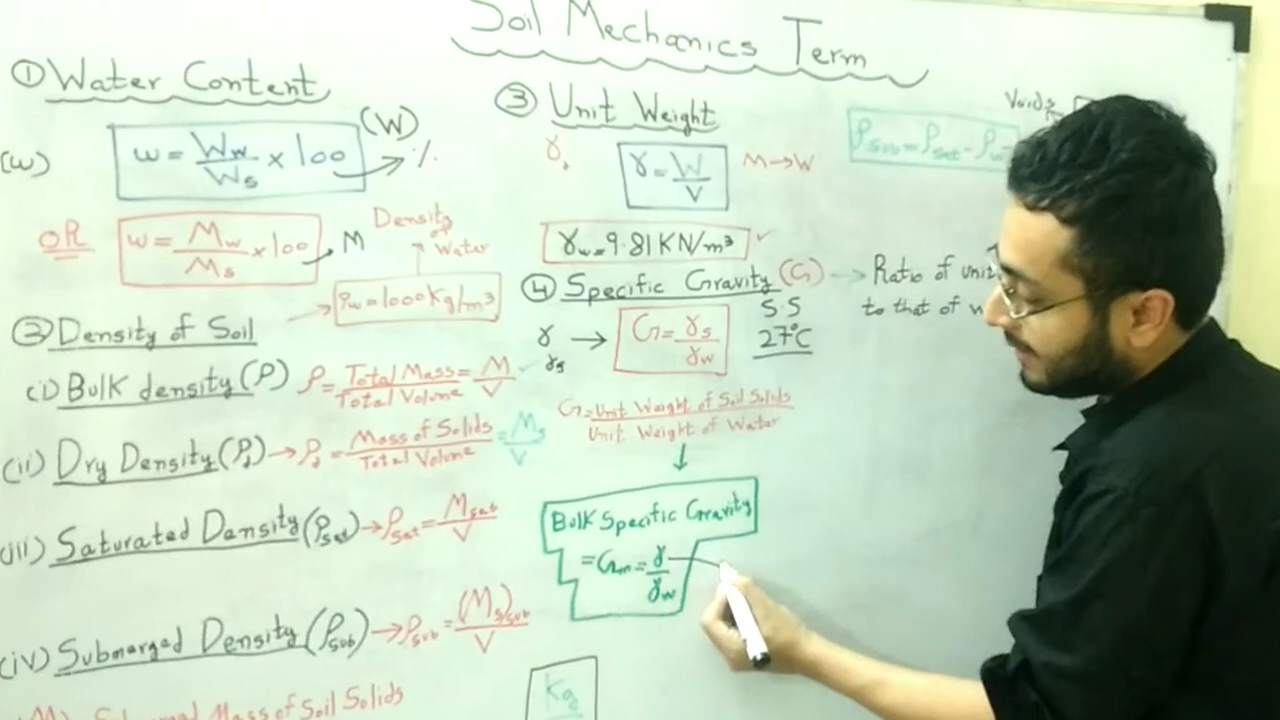 Soil Mechanics Term
① Water Content
(w)
w = Ww/Ws × 100 → %
(W)
OR
w = Mw/Ms × 100 → M
Density
of
Water
ρw = 1000 Kg/m³
② Density of Soil
(i) Bulk density (ρ) ρ = Total Mass/Total Volume = M/V
(ii) Dry Density (ρd) → ρd = Mass of Solids/Total Volume = Ms/V
(iii) Saturated Density (ρsat) → ρsat = Msat/V
(iv) Submarged Density (ρsub) → ρsub = (Ms)sub/V
Mass of Soil Solids
③ Unit Weight
γ
γ = W/V
M → W
γw = 9.81 KN/m³ ✓
④ Specific Gravity (G) → Ratio of unit
to that of
S.S
27°C
γ → G = γs/γw
γs
G = Unit Weight of Soil Solids/Unit Weight of Water
↓
Bulk Specific Gravity
= Gm = γ/γw
Kg
Voids
ρsub = ρsat - ρw